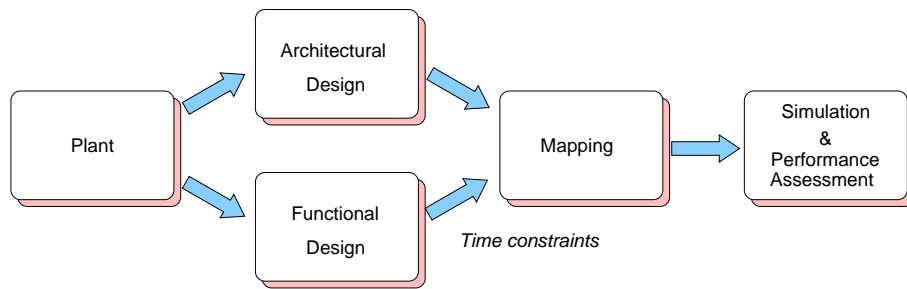 Plant
Architectural
Design
Functional
Design
Time constraints
Mapping
Simulation
&
Performance
Assessment